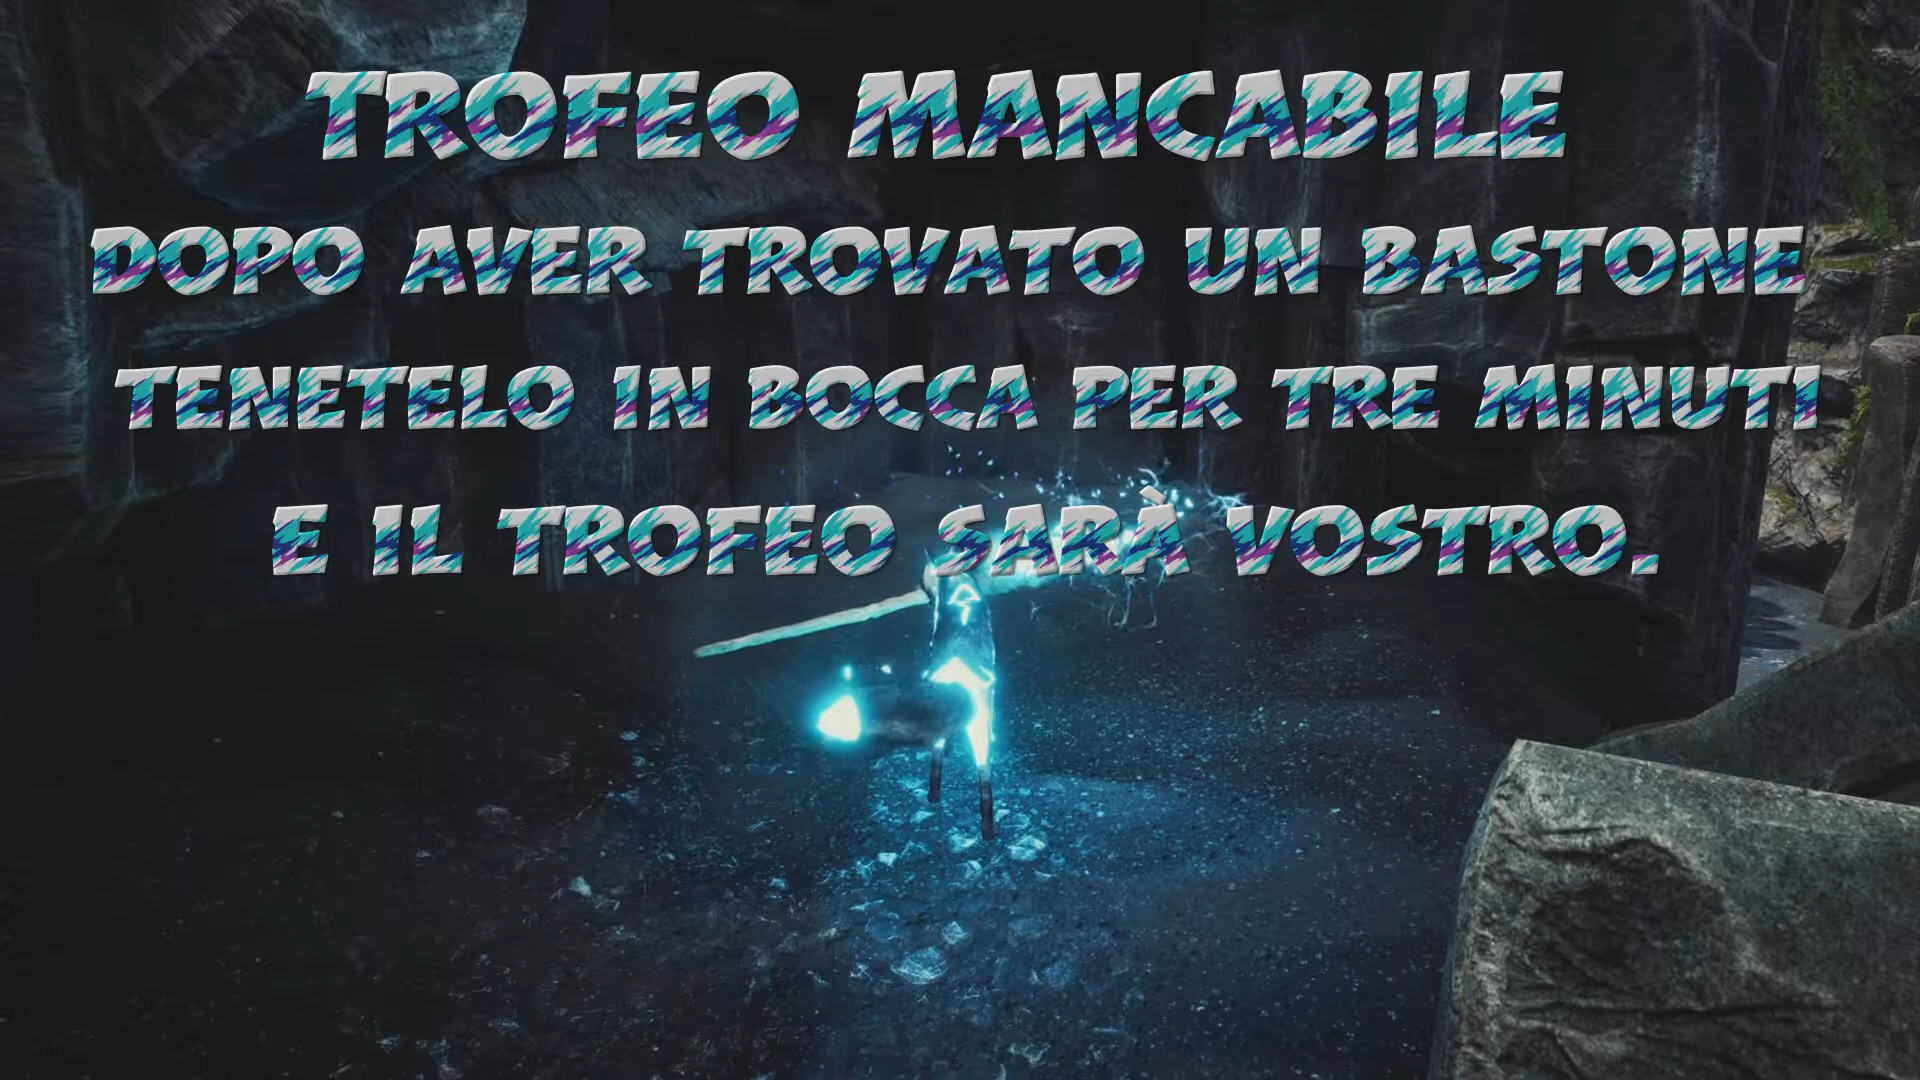 TROFEO MANCABILE
DOPO AVER TROVATO UN BASTONE
TENETELO IN BOCCA PER TRE MINUTI
E IL TROFEO SARÀ VOSTRO.